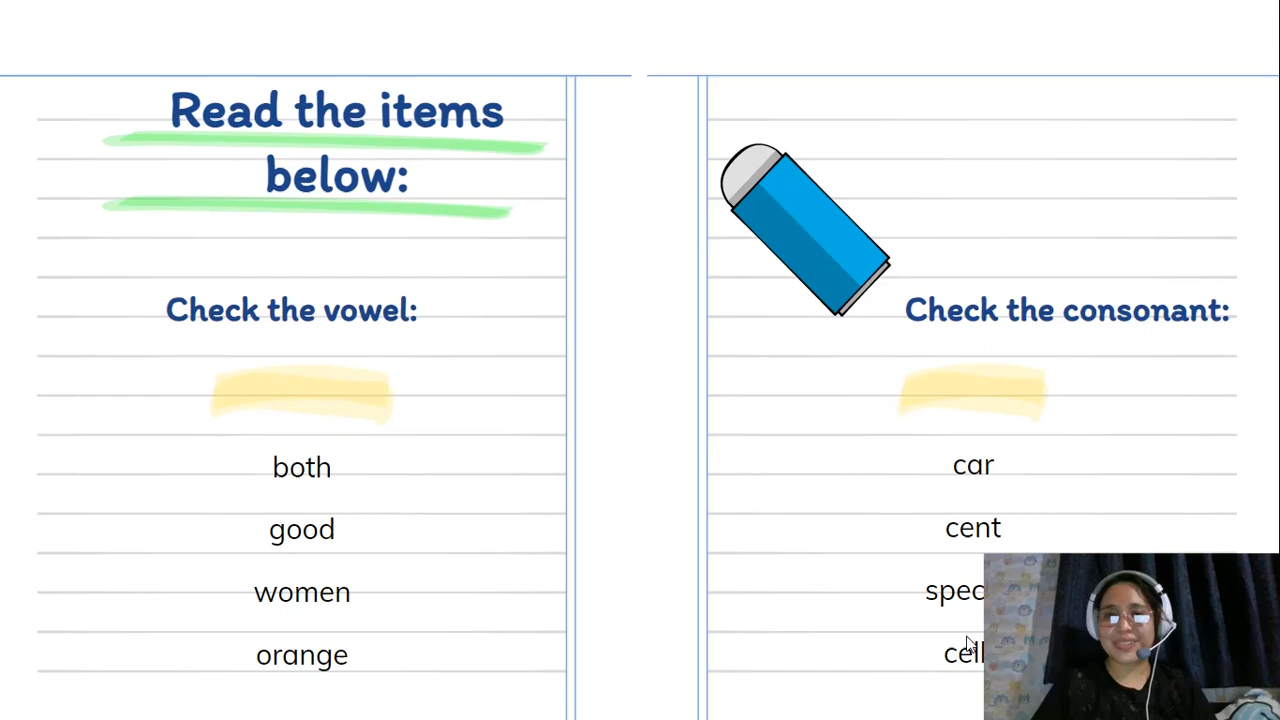 Read the items
below:
Check the vowel:
both
good
women
orange
Check the consonant:
car
cent